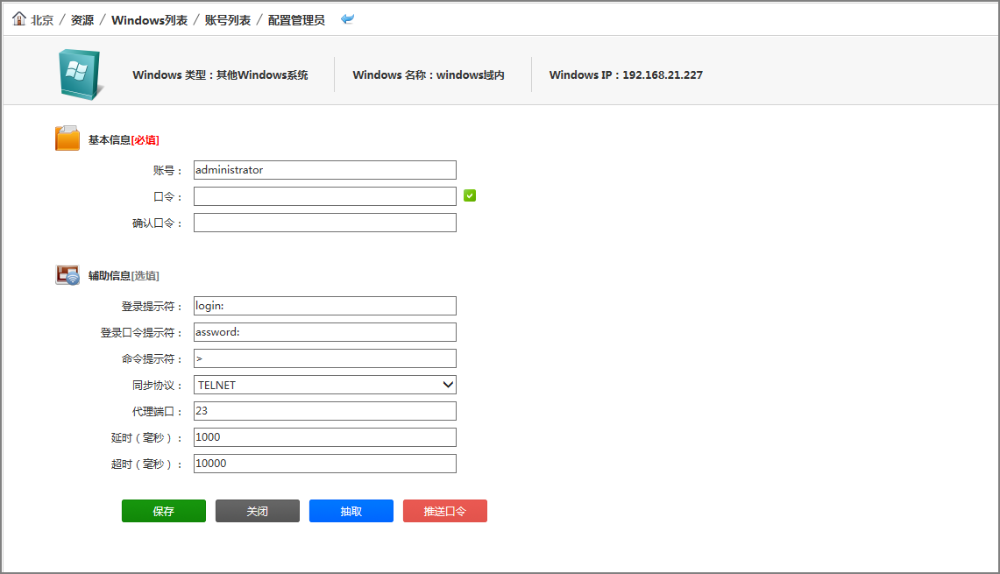 北京 / 资源 / Windows列表 / 账号列表 / 配置管理员
Windows 类型：其他Windows系统 Windows 名称：windows域内 Windows IP：192.168.21.227
基本信息[必填]
账号： administrator
口令：
确认口令：
辅助信息[选填]
登录提示符： login:
登录口令提示符： assword:
命令提示符： >
同步协议： TELNET
代理端口： 23
延时（毫秒）： 1000
超时（毫秒）： 10000
保存 关闭 抽取 推送口令